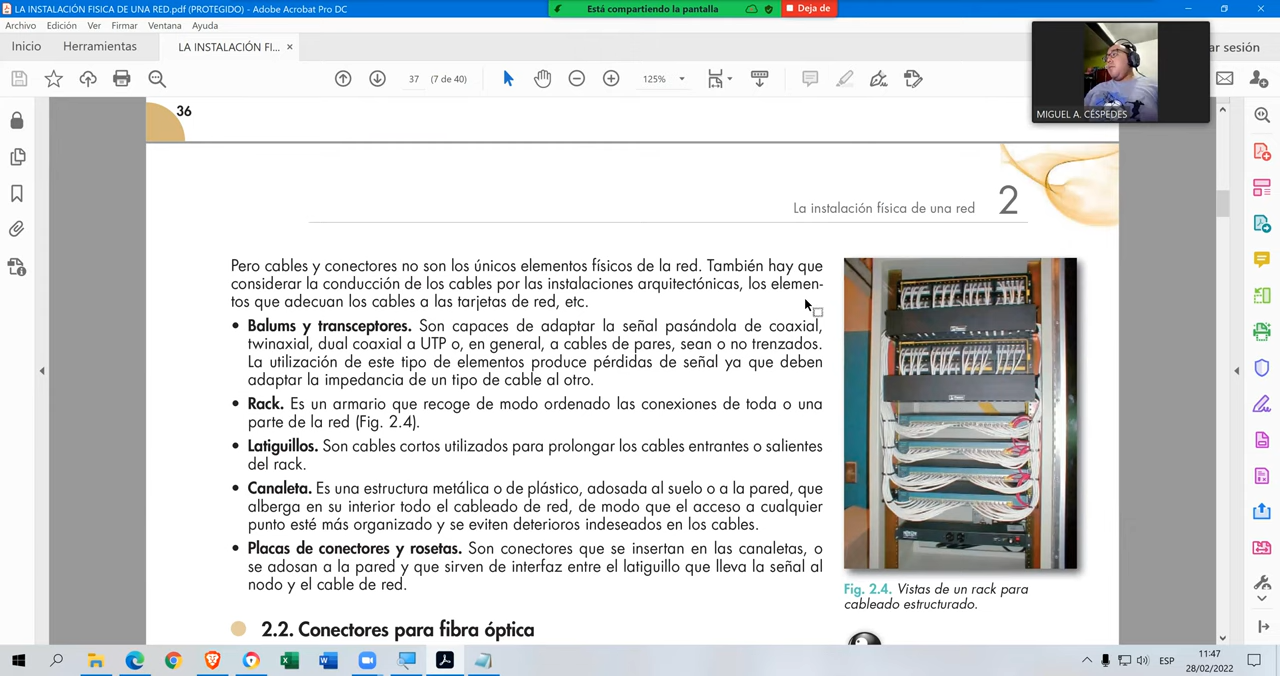 LA INSTALACIÓN FISICA DE UNA RED.pdf (PROTEGIDO) - Adobe Acrobat Pro DC
Está compartiendo la pantalla
Deja de
Archivo Edición Ver Firmar Ventana Ayuda
Inicio Herramientas LA INSTALACIÓN FI... × ar sesión
37 (7 de 40) 125%
MIGUEL A. CÉSPEDES
36
La instalación física de una red 2
Pero cables y conectores no son los únicos elementos físicos de la red. También hay que
considerar la conducción de los cables por las instalaciones arquitectónicas, los elemen-
tos que adecuan los cables a las tarjetas de red, etc.
• Balums y transceptores. Son capaces de adaptar la señal pasándola de coaxial,
twinaxial, dual coaxial a UTP o, en general, a cables de pares, sean o no trenzados.
La utilización de este tipo de elementos produce pérdidas de señal ya que deben
adaptar la impedancia de un tipo de cable al otro.
• Rack. Es un armario que recoge de modo ordenado las conexiones de toda o una
parte de la red (Fig. 2.4).
• Latiguillos. Son cables cortos utilizados para prolongar los cables entrantes o salientes
del rack.
• Canaleta. Es una estructura metálica o de plástico, adosada al suelo o a la pared, que
alberga en su interior todo el cableado de red, de modo que el acceso a cualquier
punto esté más organizado y se eviten deterioros indeseados en los cables.
• Placas de conectores y rosetas. Son conectores que se insertan en las canaletas, o
se adosan a la pared y que sirven de interfaz entre el latiguillo que lleva la señal al
nodo y el cable de red.
Fig. 2.4. Vistas de un rack para
cableado estructurado.
2.2. Conectores para fibra óptica
ESP
11:47
28/02/2022